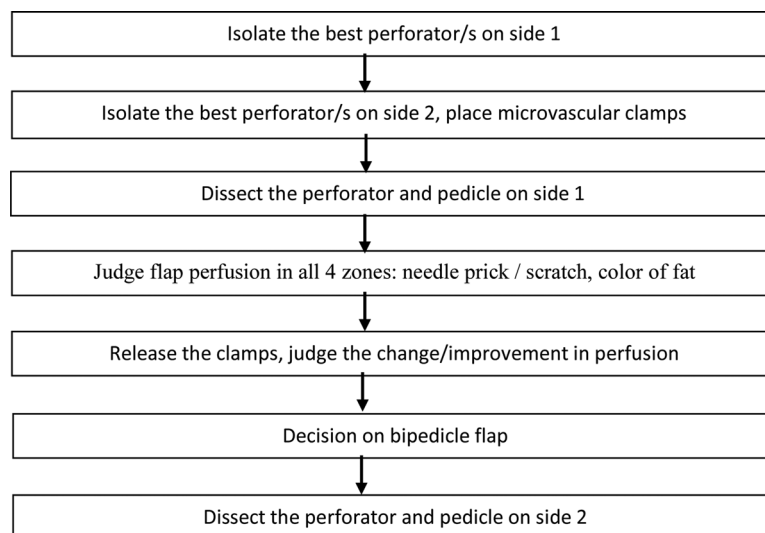 Isolate the best perforator/s on side 1
Isolate the best perforator/s on side 2, place microvascular clamps
Dissect the perforator and pedicle on side 1
Judge flap perfusion in all 4 zones: needle prick / scratch, color of fat
Release the clamps, judge the change/improvement in perfusion
Decision on bipedicle flap
Dissect the perforator and pedicle on side 2